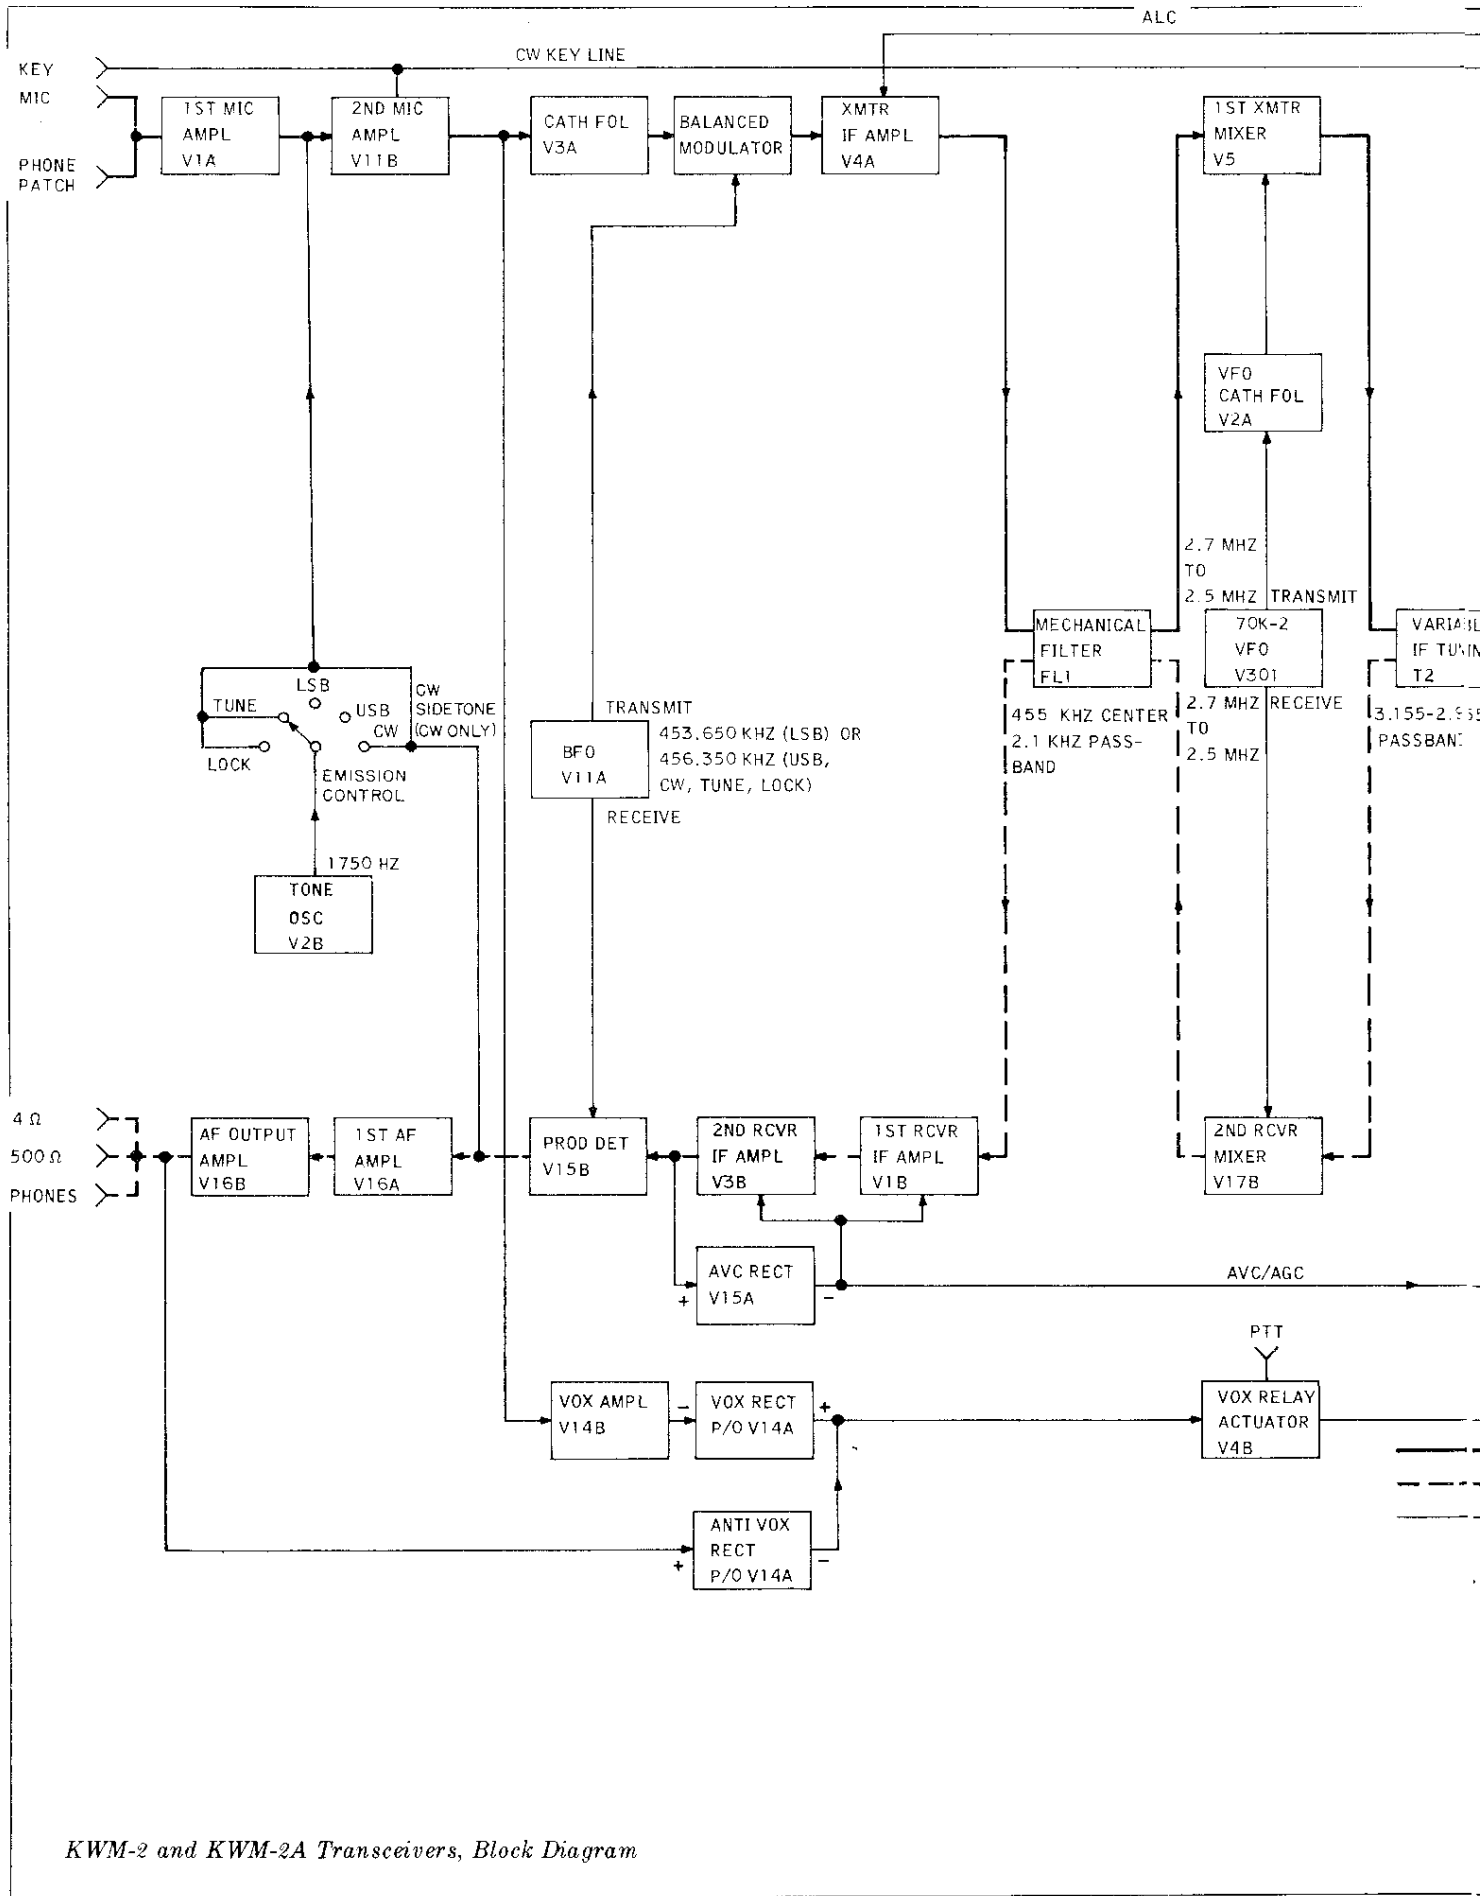 ALC
CW KEY LINE
KEY
MIC
PHONE
PATCH
1ST MIC
AMPL
V1A
2ND MIC
AMPL
V11B
CATH FOL
V3A
BALANCED
MODULATOR
XMTR
IF AMPL
V4A
1ST XMTR
MIXER
V5
VFO
CATH FOL
V2A
2.7 MHZ
TO
2.5 MHZ
TRANSMIT
MECHANICAL
FILTER
FL1
70K-2
VFO
V301
IF
T2
455 KHZ CENTER
2.1 KHZ PASS-
BAND
2.7 MHZ
TO
2.5 MHZ
RECEIVE
LSB
TUNE
USB
CW
LOCK
CW
SIDETONE
(CW ONLY)
EMISSION
CONTROL
1750 HZ
TONE
OSC
V2B
TRANSMIT
BFO
V11A
453.650 KHZ (LSB) OR
456.350 KHZ (USB,
CW, TUNE, LOCK)
RECEIVE
4 Ω
500 Ω
PHONES
AF OUTPUT
AMPL
V16B
1ST AF
AMPL
V16A
PROD DET
V15B
2ND RCVR
IF AMPL
V3B
1ST RCVR
IF AMPL
V1B
2ND RCVR
MIXER
V17B
AVC RECT
V15A
+
−
AVC/AGC
PTT
VOX AMPL
V14B
−
VOX RECT
P/O V14A
+
VOX RELAY
ACTUATOR
V4B
ANTI VOX
RECT
P/O V14A
+
−
KWM-2 and KWM-2A Transceivers, Block Diagram